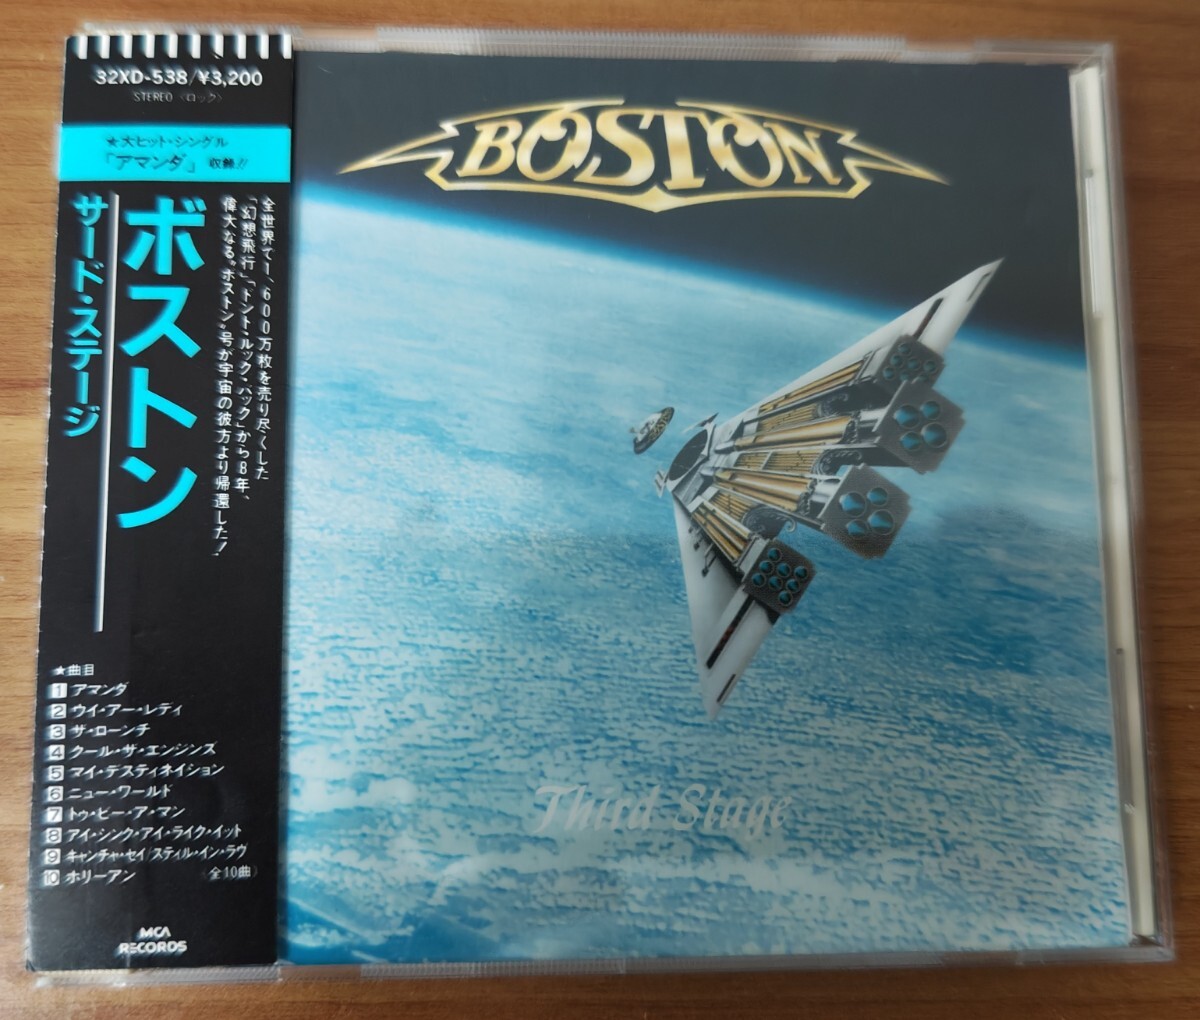 32XD-538/¥3,200
STEREO〈ロック〉
★大ヒット・シングル
「アマンダ」収録!!
ボストン
サード・ステージ
全世界で1,600万枚を売り尽くした
「幻想飛行」「ドント・ルック・バック」から8年、
偉大なる“ボストン”号が宇宙の彼方より帰還した!
★曲目
1 アマンダ
2 ウイ・アー・レディ
3 ザ・ローンチ
4 クール・ザ・エンジンズ
5 マイ・デスティネイション
6 ニュー・ワールド
7 トゥ・ビー・ア・マン
8 アイ・シンク・アイ・ライク・イット
9 キャンチャ・セイ/スティル・イン・ラヴ
10 ホリーアン
〈全10曲〉
MCA
RECORDS
BOSTON
Third Stage